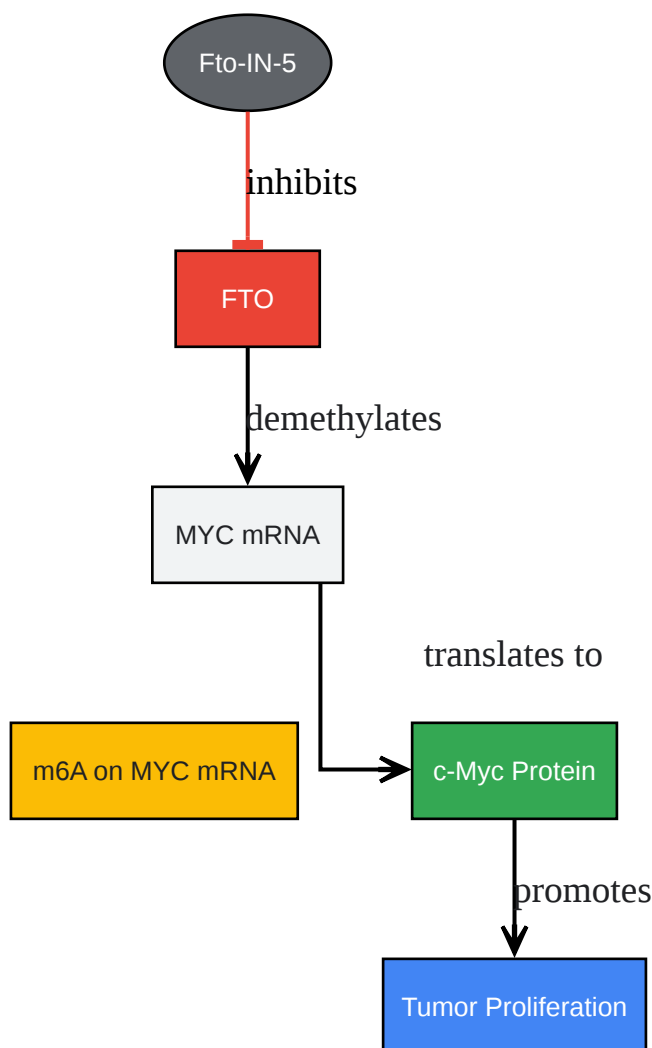 Fto-IN-5
inhibits
FTO
demethylates
MYC mRNA
translates to
m6A on MYC mRNA
c-Myc Protein
promotes
Tumor Proliferation